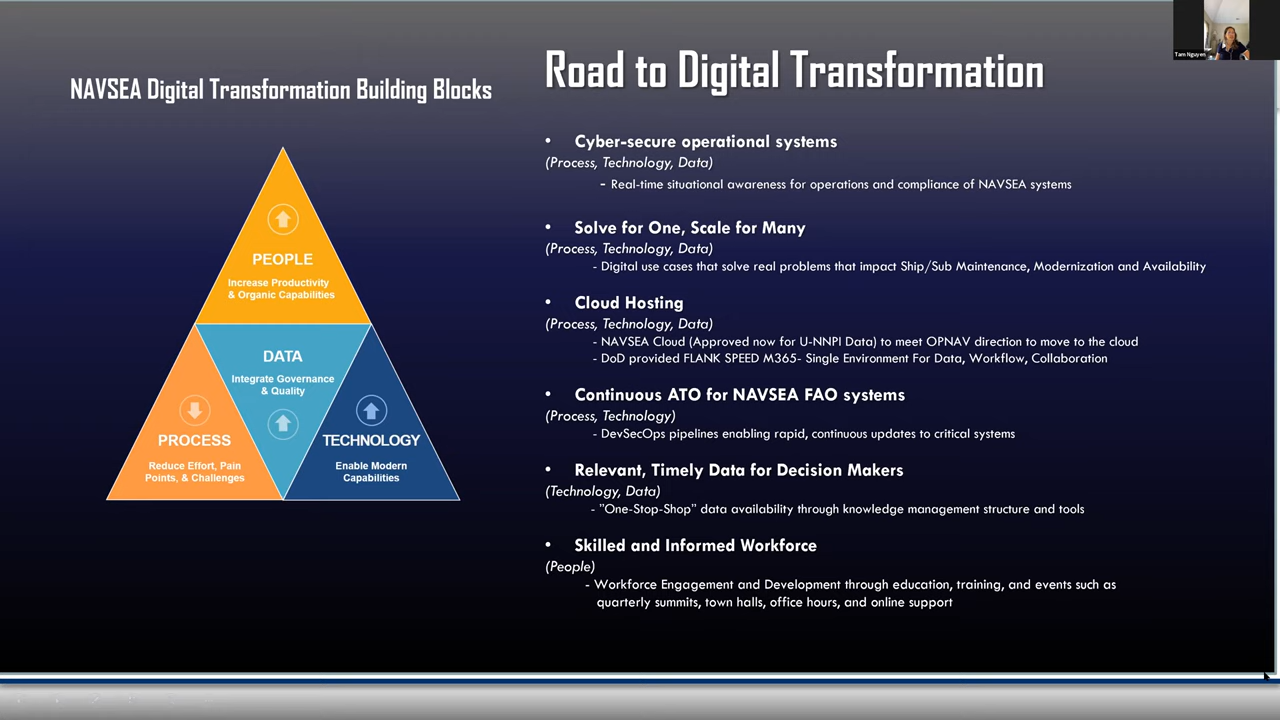 Tam Nguyen
NAVSEA Digital Transformation Building Blocks
PEOPLE
Increase Productivity
& Organic Capabilities
DATA
Integrate Governance
& Quality
PROCESS
Reduce Effort, Pain
Points, & Challenges
TECHNOLOGY
Enable Modern
Capabilities
Road to Digital Transformation
• Cyber-secure operational systems
(Process, Technology, Data)
- Real-time situational awareness for operations and compliance of NAVSEA systems
• Solve for One, Scale for Many
(Process, Technology, Data)
- Digital use cases that solve real problems that impact Ship/Sub Maintenance, Modernization and Availability
• Cloud Hosting
(Process, Technology, Data)
- NAVSEA Cloud (Approved now for U-NNPI Data) to meet OPNAV direction to move to the cloud
- DoD provided FLANK SPEED M365- Single Environment For Data, Workflow, Collaboration
• Continuous ATO for NAVSEA FAO systems
(Process, Technology)
- DevSecOps pipelines enabling rapid, continuous updates to critical systems
• Relevant, Timely Data for Decision Makers
(Technology, Data)
- ”One-Stop-Shop” data availability through knowledge management structure and tools
• Skilled and Informed Workforce
(People)
- Workforce Engagement and Development through education, training, and events such as
quarterly summits, town halls, office hours, and online support